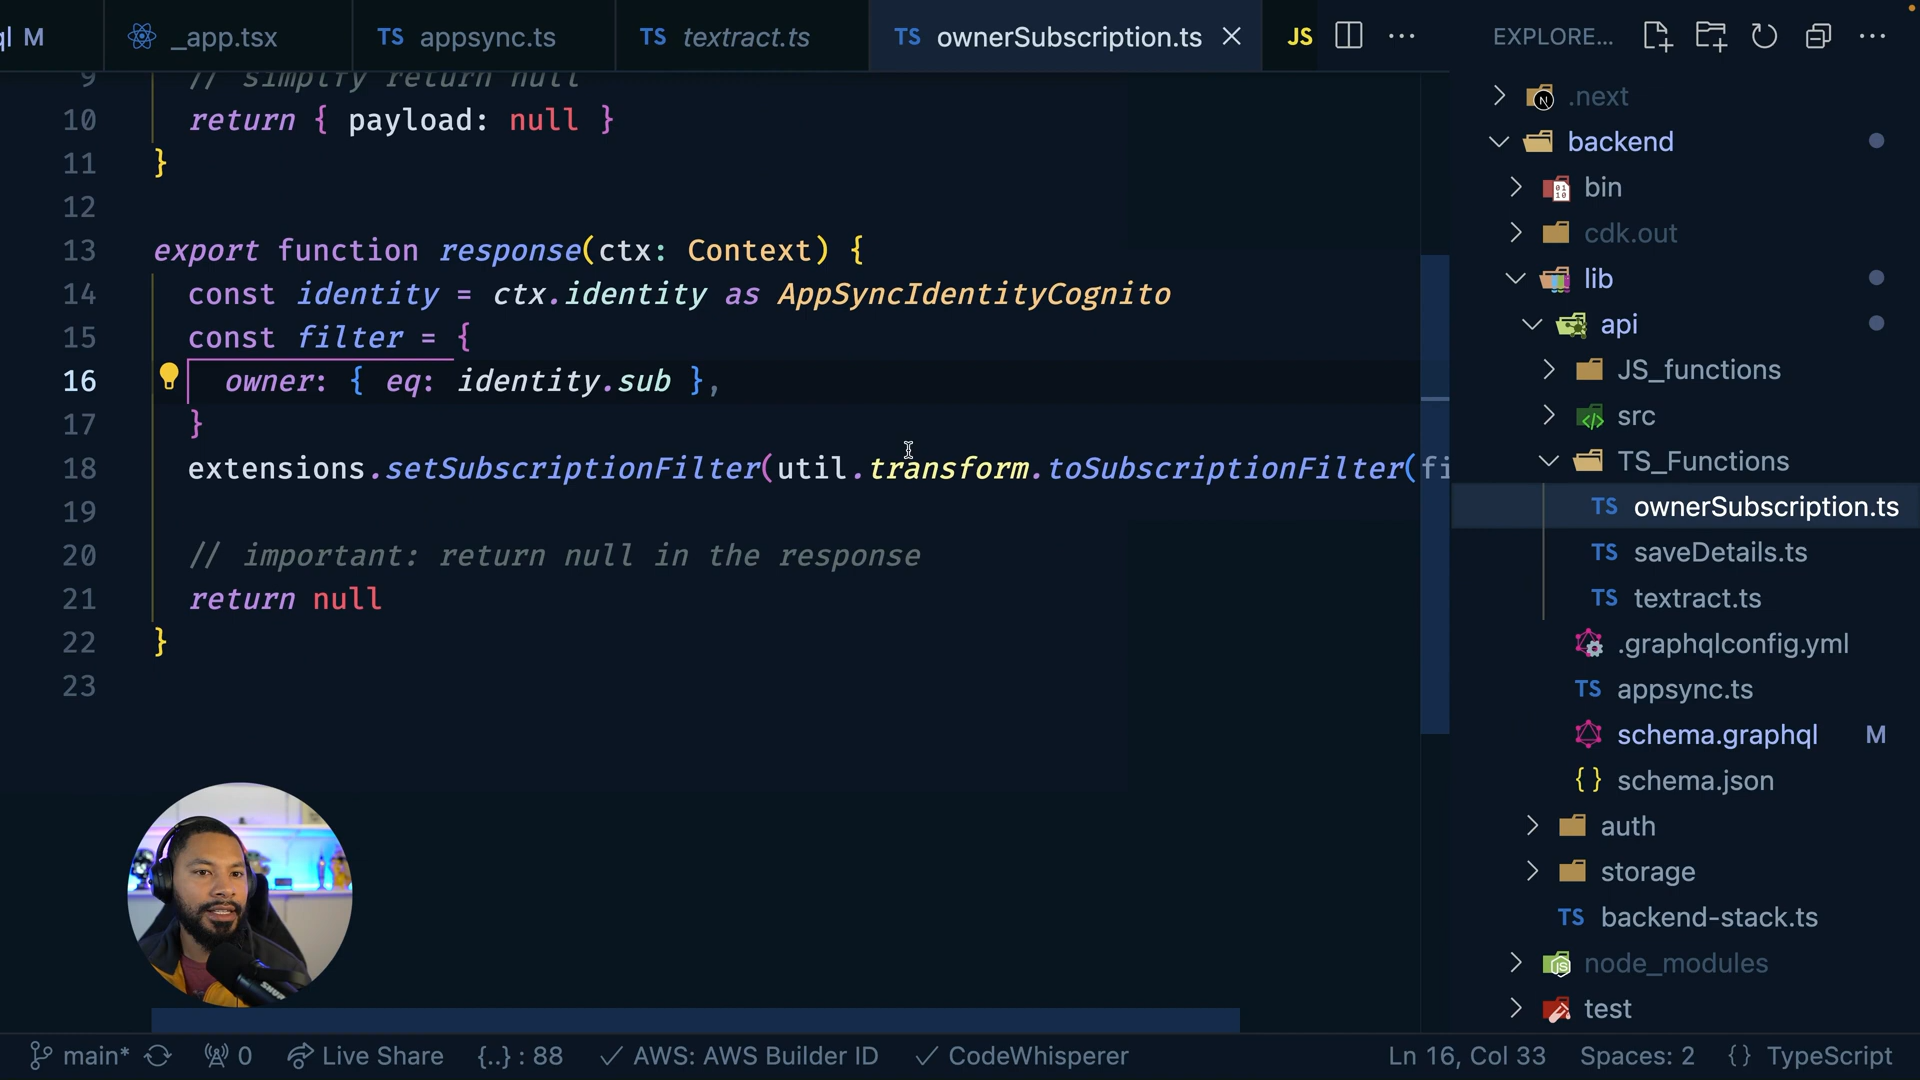 ql M
_app.tsx
TS appsync.ts
TS textract.ts
TS ownerSubscription.ts
JS
EXPLORE...
9 // simply return null
10 return { payload: null }
11 }
12
13 export function response(ctx: Context) {
14 const identity = ctx.identity as AppSyncIdentityCognito
15 const filter = {
16 owner: { eq: identity.sub },
17 }
18 extensions.setSubscriptionFilter(util.transform.toSubscriptionFilter(fi
19
20 // important: return null in the response
21 return null
22 }
23
.next
backend
bin
cdk.out
lib
api
JS_functions
src
TS_Functions
TS ownerSubscription.ts
TS saveDetails.ts
TS textract.ts
.graphqlconfig.yml
TS appsync.ts
schema.graphql M
{} schema.json
auth
storage
TS backend-stack.ts
node_modules
test
SHURE
main* 0 Live Share {..} : 88 AWS: AWS Builder ID CodeWhisperer Ln 16, Col 33 Spaces: 2 {} TypeScript